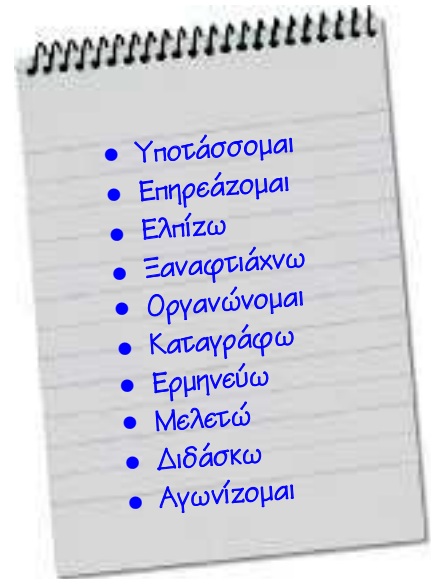 • Υποτάσσομαι
• Επηρεάζομαι
• Ελπίζω
• Ξαναφτιάχνω
• Οργανώνομαι
• Καταγράφω
• Ερμηνεύω
• Μελετώ
• Διδάσκω
• Αγωνίζομαι